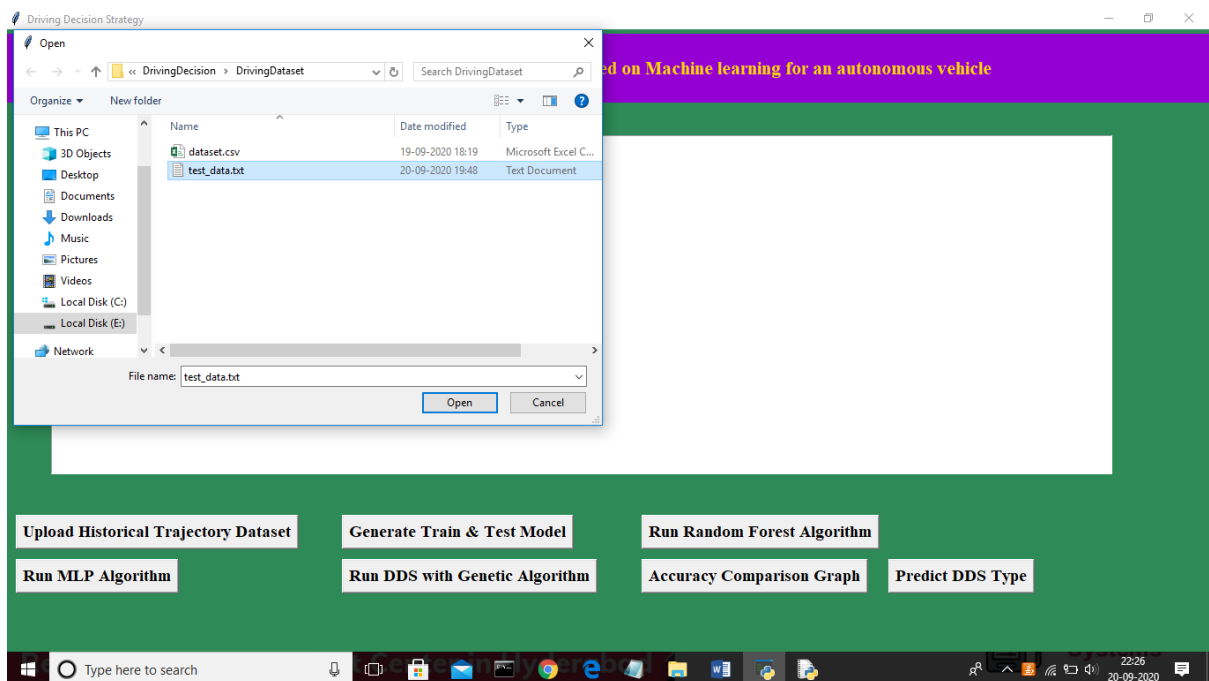 Driving Decision Strategy
Open
ed on Machine learning for an autonomous vehicle
« DrivingDecision › DrivingDataset
Search DrivingDataset
Organize
New folder
Name
Date modified
Type
This PC
3D Objects
Desktop
Documents
Downloads
Music
Pictures
Videos
Local Disk (C:)
Local Disk (E:)
Network
dataset.csv
19-09-2020 18:19
Microsoft Excel C...
test_data.txt
20-09-2020 19:48
Text Document
File name: test_data.txt
Open
Cancel
Upload Historical Trajectory Dataset
Generate Train & Test Model
Run Random Forest Algorithm
Run MLP Algorithm
Run DDS with Genetic Algorithm
Accuracy Comparison Graph
Predict DDS Type
Type here to search
22:26
20-09-2020